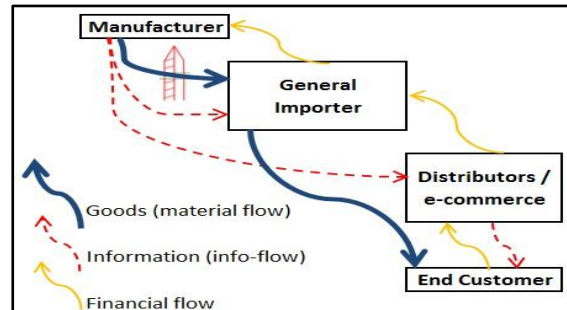 Manufacturer
General
Importer
Distributors /
e-commerce
Goods (material flow)
Information (info-flow)
End Customer
Financial flow